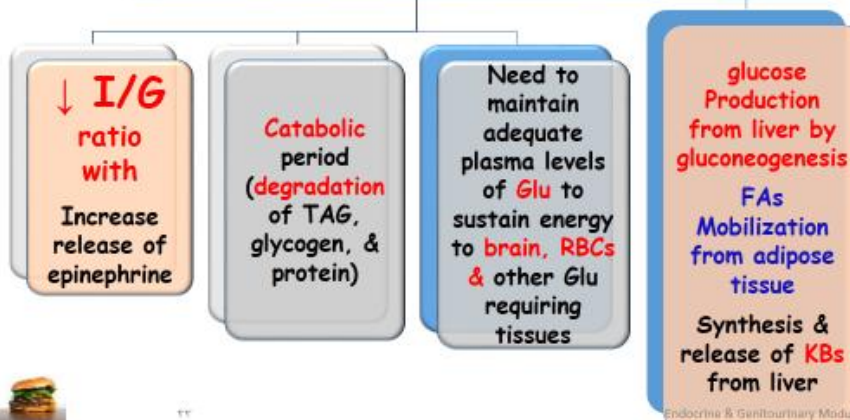 ↓ I/G
ratio
with
Increase
release of
epinephrine
Catabolic
period
(degradation
of TAG,
glycogen, &
protein)
Need to
maintain
adequate
plasma levels
of Glu to
sustain energy
to brain, RBCs
& other Glu
requiring
tissues
glucose
Production
from liver by
gluconeogenesis
FAs
Mobilization
from adipose
tissue
Synthesis &
release of KBs
from liver
٢٢
Endocrine & Genitourinary Modu